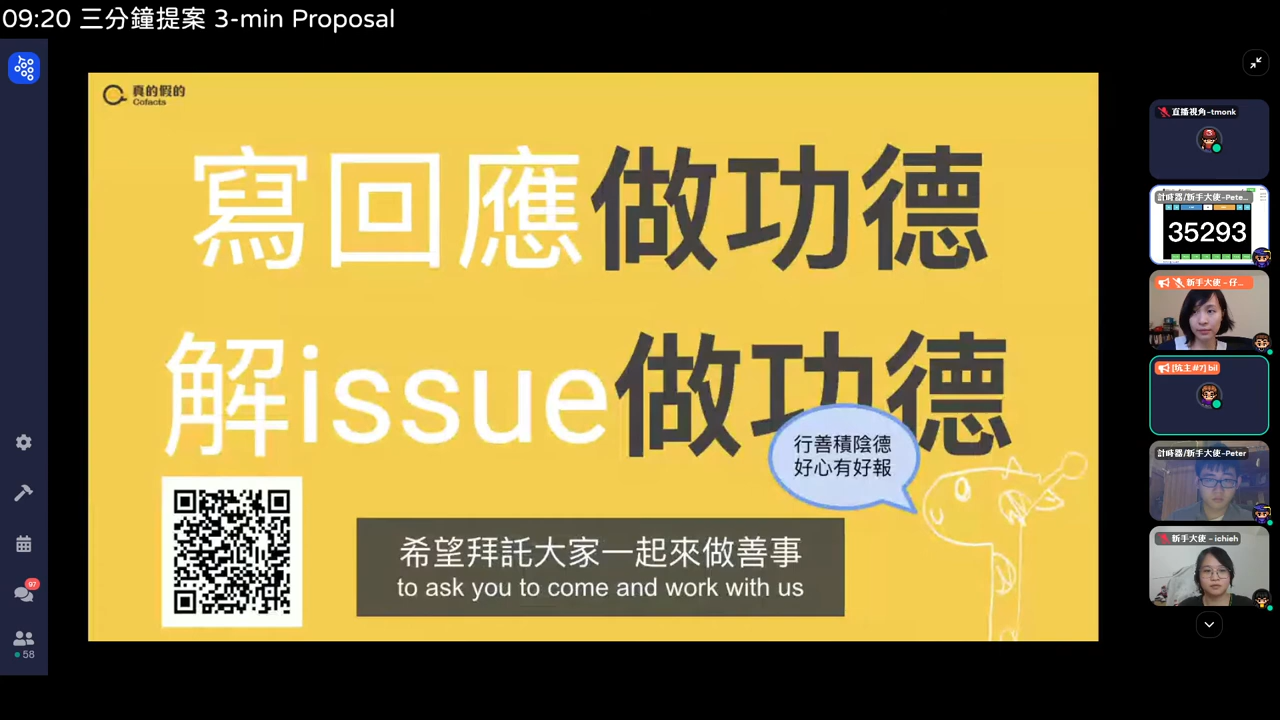 09:20 三分鐘提案 3-min Proposal
真的假的
Cofacts
寫回應做功德
解issue做功德
行善積陰德
好心有好報
希望拜託大家一起來做善事
to ask you to come and work with us
97
58
直播視角-tmonk
計時器/新手大使-Pete...
35293
新手大使 - 仔...
[坑主#7] bil
計時器/新手大使-Peter
新手大使 - ichieh